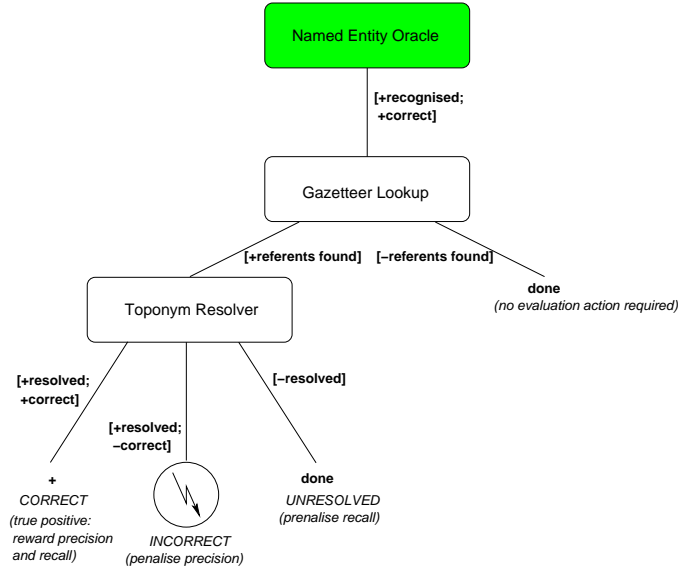 Named Entity Oracle
[+recognised;
+correct]
Gazetteer Lookup
[+referents found]
[−referents found]
done
(no evaluation action required)
Toponym Resolver
[+resolved;
+correct]
[+resolved;
−correct]
[−resolved]
+
CORRECT
(true positive:
reward precision
and recall)
INCORRECT
(penalise precision)
done
UNRESOLVED
(prenalise recall)